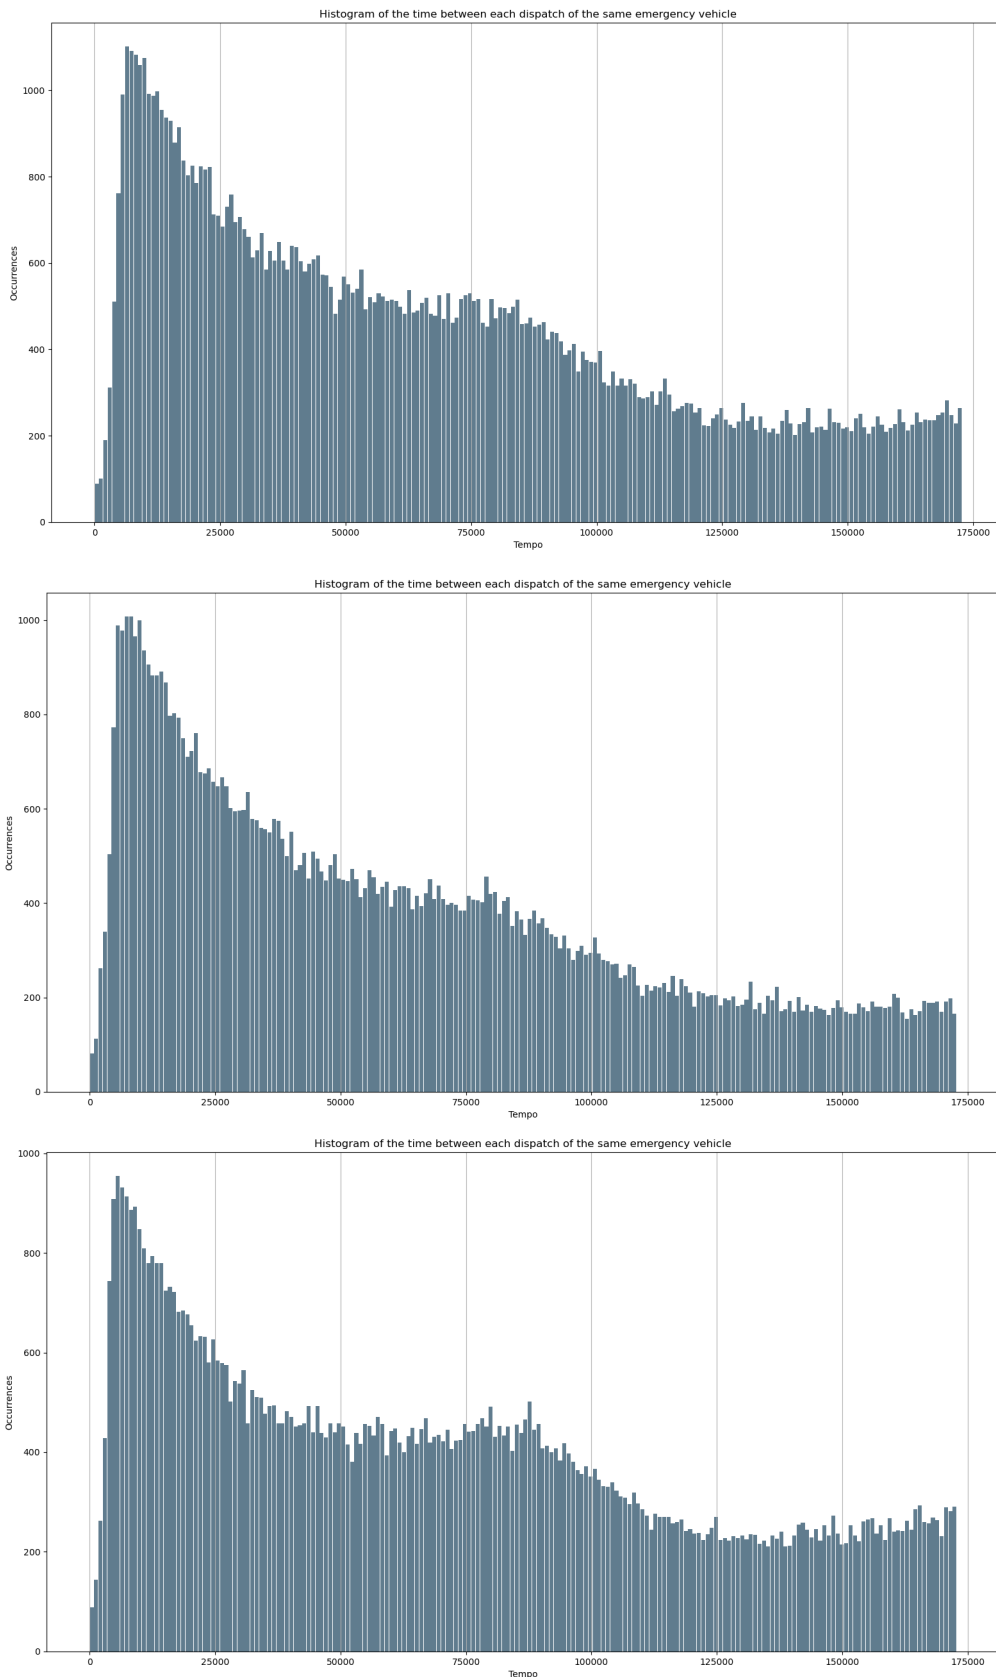 Histogram of the time between each dispatch of the same emergency vehicle
1000
800
600
400
200
0
Occurrences
0 25000 50000 75000 100000 125000 150000 175000
Tempo
Histogram of the time between each dispatch of the same emergency vehicle
1000
800
600
400
200
0
Occurrences
0 25000 50000 75000 100000 125000 150000 175000
Tempo
Histogram of the time between each dispatch of the same emergency vehicle
1000
800
600
400
200
0
Occurrences
0 25000 50000 75000 100000 125000 150000 175000
Tempo